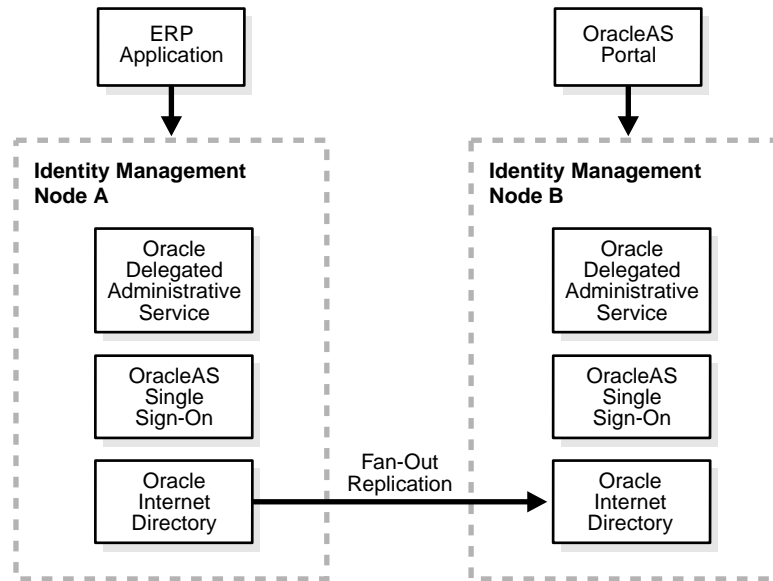 ERP
Application
OracleAS
Portal
Identity Management
Node A
Oracle
Delegated
Administrative
Service
OracleAS
Single
Sign-On
Oracle
Internet
Directory
Fan-Out
Replication
Identity Management
Node B
Oracle
Delegated
Administrative
Service
OracleAS
Single
Sign-On
Oracle
Internet
Directory